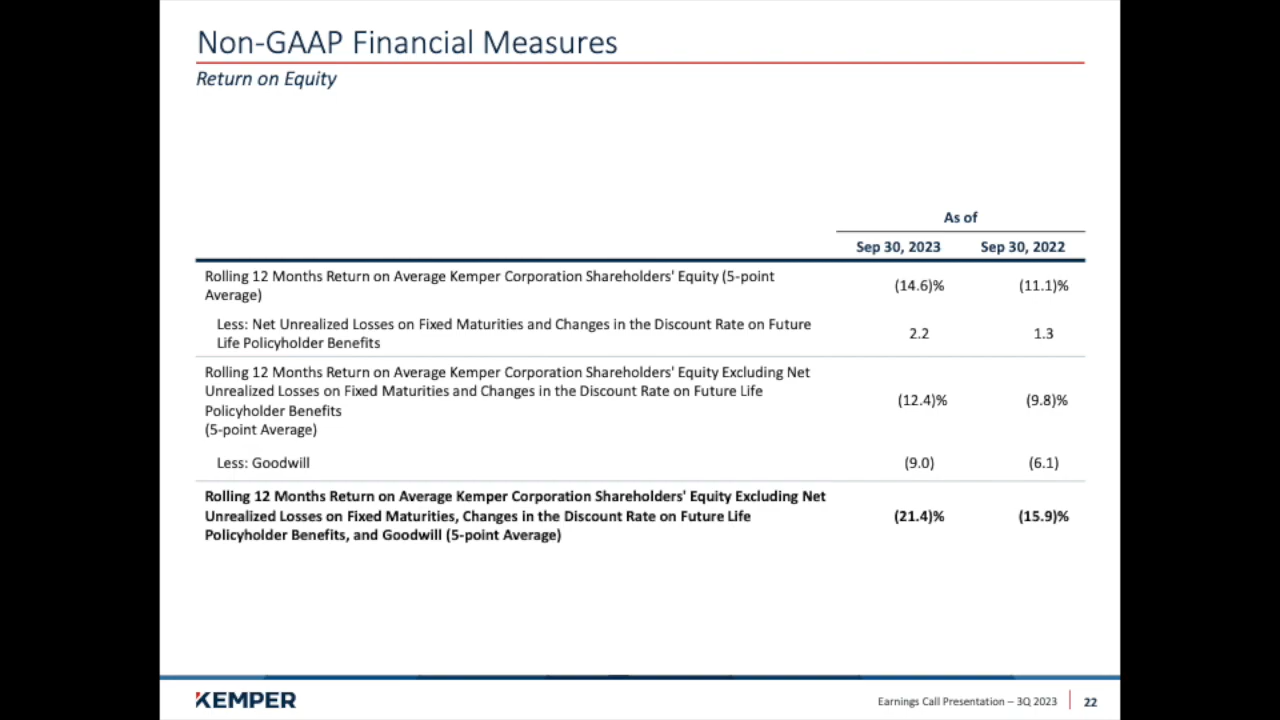 Non-GAAP Financial Measures
Return on Equity
As of
Sep 30, 2023 Sep 30, 2022
Rolling 12 Months Return on Average Kemper Corporation Shareholders' Equity (5-point
Average)
(14.6)% (11.1)%
Less: Net Unrealized Losses on Fixed Maturities and Changes in the Discount Rate on Future
Life Policyholder Benefits
2.2 1.3
Rolling 12 Months Return on Average Kemper Corporation Shareholders' Equity Excluding Net
Unrealized Losses on Fixed Maturities and Changes in the Discount Rate on Future Life
Policyholder Benefits
(5-point Average)
(12.4)% (9.8)%
Less: Goodwill (9.0) (6.1)
Rolling 12 Months Return on Average Kemper Corporation Shareholders' Equity Excluding Net
Unrealized Losses on Fixed Maturities, Changes in the Discount Rate on Future Life
Policyholder Benefits, and Goodwill (5-point Average)
(21.4)% (15.9)%
KEMPER
Earnings Call Presentation – 3Q 2023 22